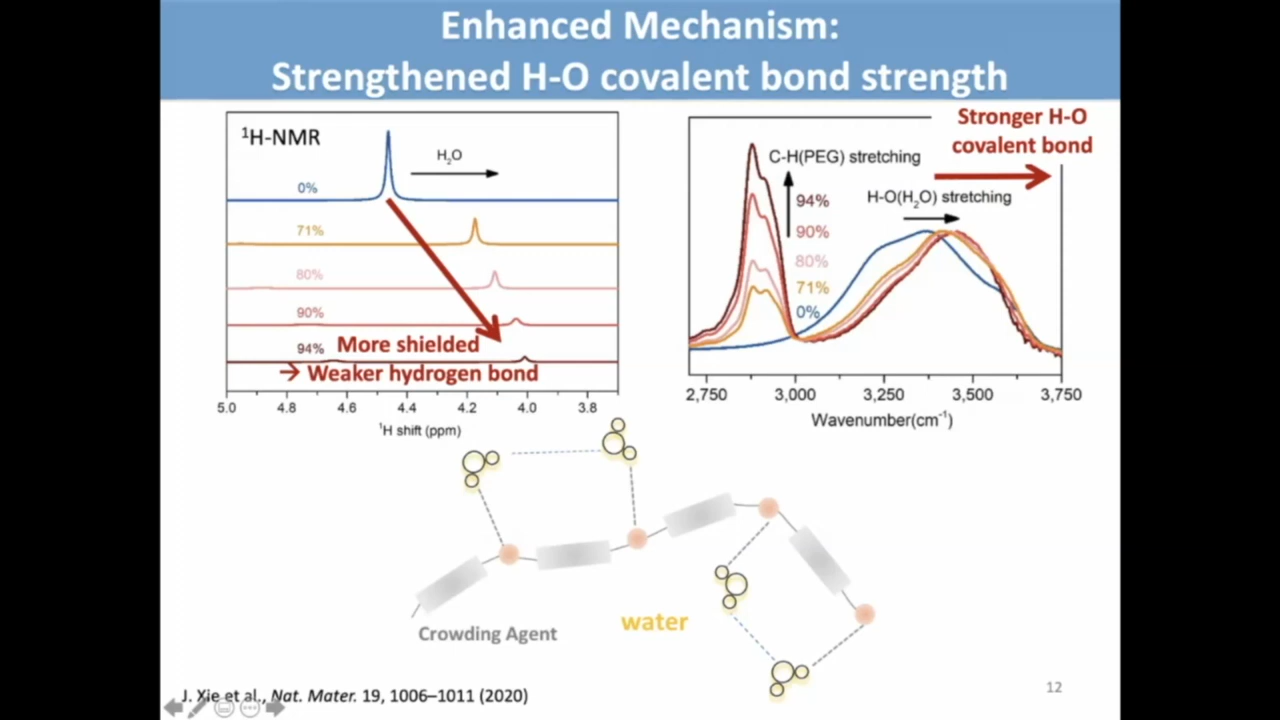 Enhanced Mechanism:
Strengthened H-O covalent bond strength
¹H-NMR
H₂O
0%
71%
80%
90%
94%
More shielded
→ Weaker hydrogen bond
5.0 4.8 4.6 4.4 4.2 4.0 3.8
¹H shift (ppm)
Stronger H-O
covalent bond
C-H(PEG) stretching
H-O(H₂O) stretching
94%
90%
80%
71%
0%
2,750 3,000 3,250 3,500 3,750
Wavenumber(cm⁻¹)
Crowding Agent
water
J. Xie et al., Nat. Mater. 19, 1006–1011 (2020)
12